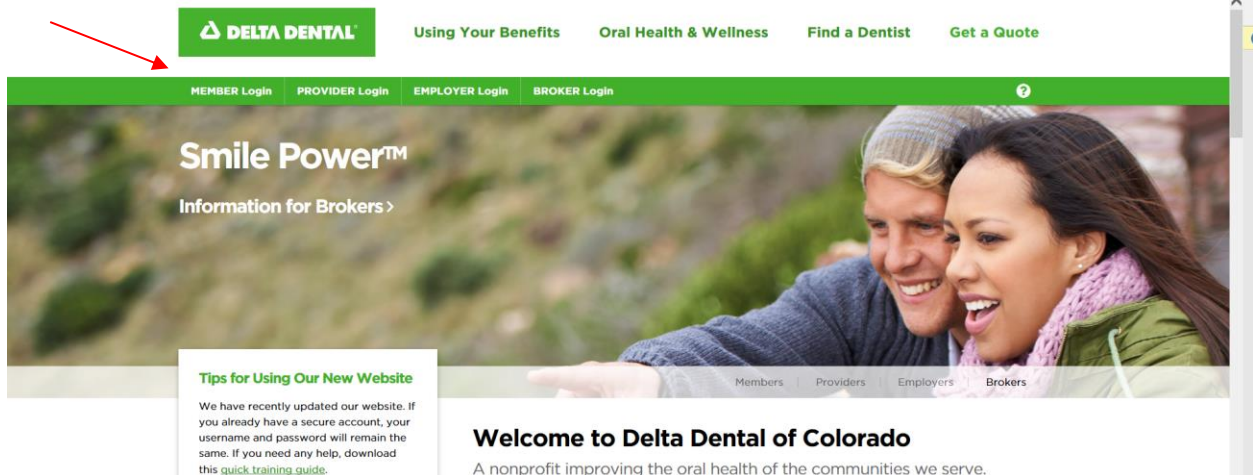 DELTA DENTAL
Using Your Benefits
Oral Health & Wellness
Find a Dentist
Get a Quote
MEMBER Login
PROVIDER Login
EMPLOYER Login
BROKER Login
?
Smile Power™
Information for Brokers >
Members
Providers
Employers
Brokers
Tips for Using Our New Website
We have recently updated our website. If
you already have a secure account, your
username and password will remain the
same. If you need any help, download
this quick training guide.
Welcome to Delta Dental of Colorado
A nonprofit improving the oral health of the communities we serve.